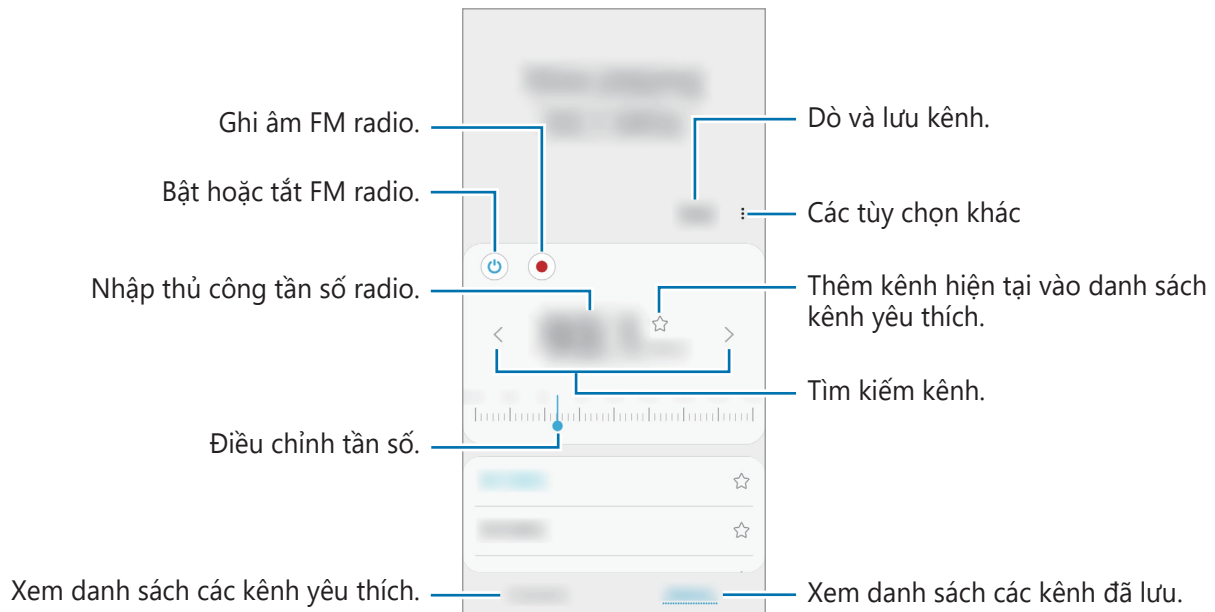 Ghi âm FM radio.
Dò và lưu kênh.
Bật hoặc tắt FM radio.
Các tùy chọn khác
Nhập thủ công tần số radio.
Thêm kênh hiện tại vào danh sách
kênh yêu thích.
Tìm kiếm kênh.
Điều chỉnh tần số.
Xem danh sách các kênh yêu thích.
Xem danh sách các kênh đã lưu.